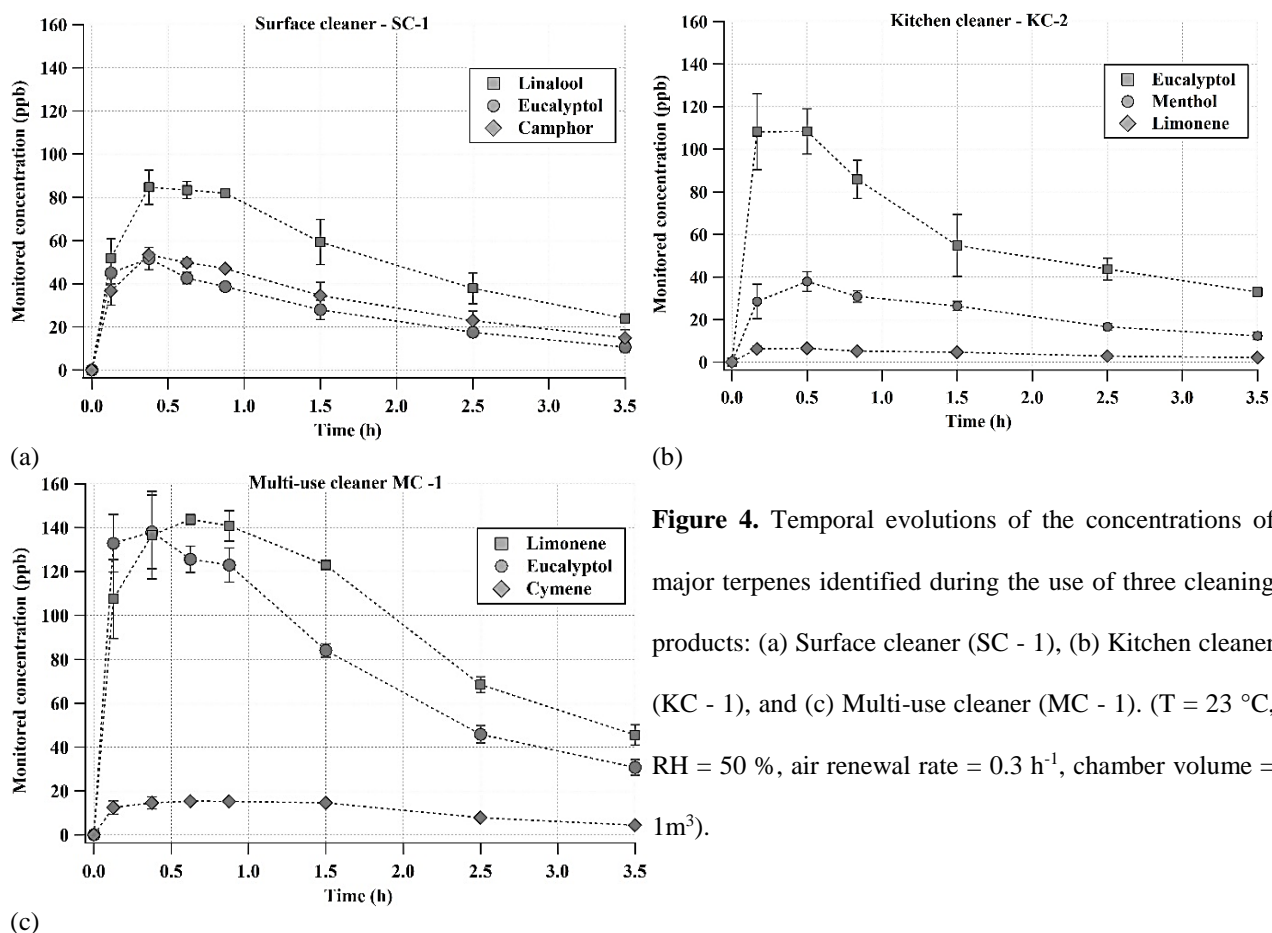 Surface cleaner - SC-1
Monitored concentration (ppb)
160
140
120
100
80
60
40
20
0
Linalool
Eucalyptol
Camphor
0.0 0.5 1.0 1.5 2.0 2.5 3.0 3.5
Time (h)
(a)
Kitchen cleaner - KC-2
Monitored concentration (ppb)
160
140
120
100
80
60
40
20
0
Eucalyptol
Menthol
Limonene
0.0 0.5 1.0 1.5 2.0 2.5 3.0 3.5
Time (h)
(b)
Multi-use cleaner MC -1
Monitored concentration (ppb)
160
140
120
100
80
60
40
20
0
Limonene
Eucalyptol
Cymene
0.0 0.5 1.0 1.5 2.0 2.5 3.0 3.5
Time (h)
(c)
Figure 4. Temporal evolutions of the concentrations of
major terpenes identified during the use of three cleaning
products: (a) Surface cleaner (SC - 1), (b) Kitchen cleaner
(KC - 1), and (c) Multi-use cleaner (MC - 1). (T = 23 °C,
RH = 50 %, air renewal rate = 0.3 h⁻¹, chamber volume =
1m³).